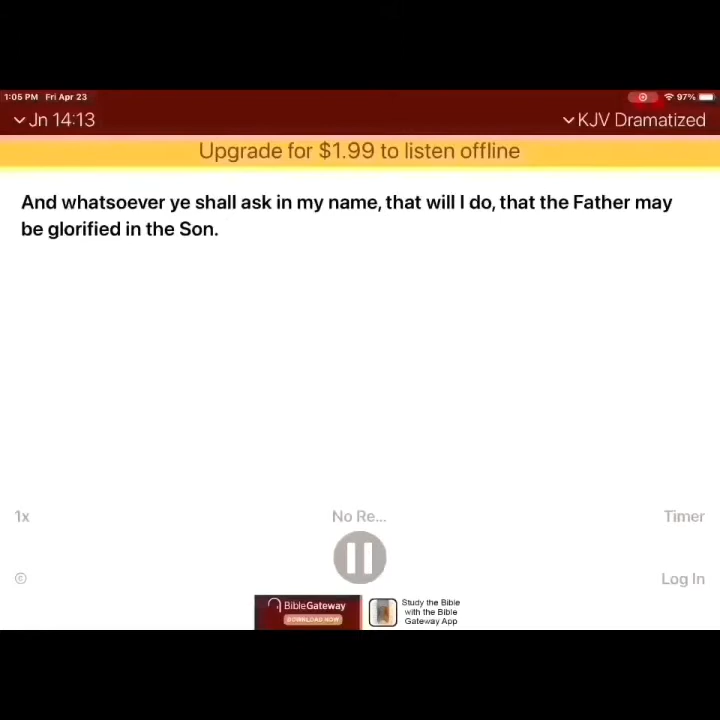 1:05 PM Fri Apr 23
97%
Jn 14:13
KJV Dramatized
Upgrade for $1.99 to listen offline
And whatsoever ye shall ask in my name, that will I do, that the Father may
be glorified in the Son.
1x
No Re...
Timer
©
Log In
BibleGateway
DOWNLOAD NOW
Study the Bible
with the Bible
Gateway App